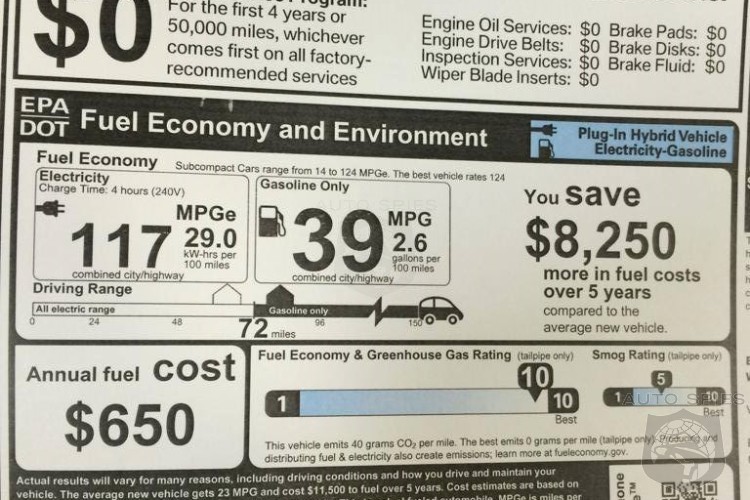 $0
For the first 4 years or
50,000 miles, whichever
comes first on all factory-
recommended services
Engine Oil Services: $0 Brake Pads: $0
Engine Drive Belts: $0 Brake Disks: $0
Inspection Services: $0 Brake Fluid: $0
Wiper Blade Inserts: $0
EPA
DOT
Fuel Economy and Environment
Plug-In Hybrid Vehicle
Electricity-Gasoline
Fuel Economy
Subcompact Cars range from 14 to 124 MPGe. The best vehicle rates 124
Electricity
Charge Time: 4 hours (240V)
117
MPGe
29.0
kW-hrs per
100 miles
combined city/highway
Gasoline Only
39
MPG
2.6
gallons per
100 miles
combined city/highway
You save
$8,250
more in fuel costs
over 5 years
compared to the
average new vehicle.
Driving Range
All electric range
Gasoline only
0 24 48 72 miles 96 150
Annual fuel cost
$650
Fuel Economy & Greenhouse Gas Rating (tailpipe only)
1
10
10
Best
Smog Rating (tailpipe only)
1
5
10
Best
This vehicle emits 40 grams CO2 per mile. The best emits 0 grams per mile (tailpipe only). Producing and
distributing fuel & electricity also create emissions; learn more at fueleconomy.gov.
Actual results will vary for many reasons, including driving conditions and how you drive and maintain your
vehicle. The average new vehicle gets 23 MPG and cost $11,500 to fuel over 5 years. Cost estimates are based on
MPGe is miles per
AUTO SPIES
AUTO SPIES